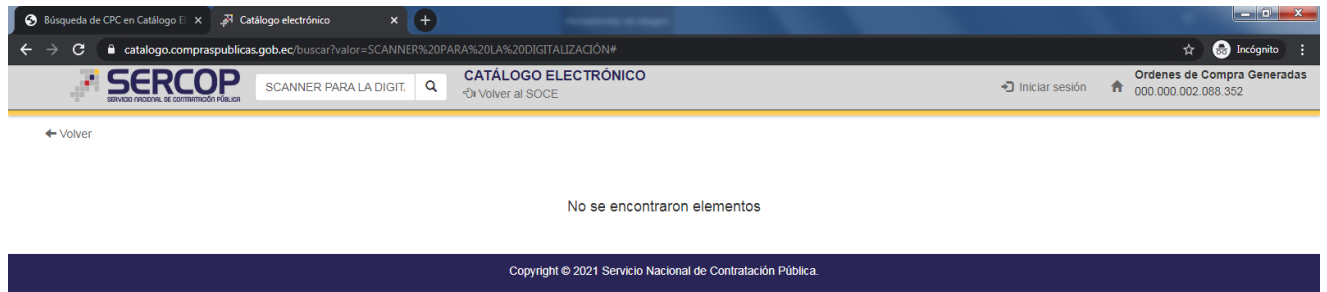 Búsqueda de CPC en Catálogo El
Catálogo electrónico
catalogo.compraspublicas.gob.ec/buscar?valor=SCANNER%20PARA%20LA%20DIGITALIZACIÓN#
Incógnito
SERCOP
SERVICIO NACIONAL DE CONTRATACIÓN PÚBLICA
SCANNER PARA LA DIGIT.
CATÁLOGO ELECTRÓNICO
Volver al SOCE
Iniciar sesión
Ordenes de Compra Generadas
000.000.002.088.352
Volver
No se encontraron elementos
Copyright © 2021 Servicio Nacional de Contratación Pública.